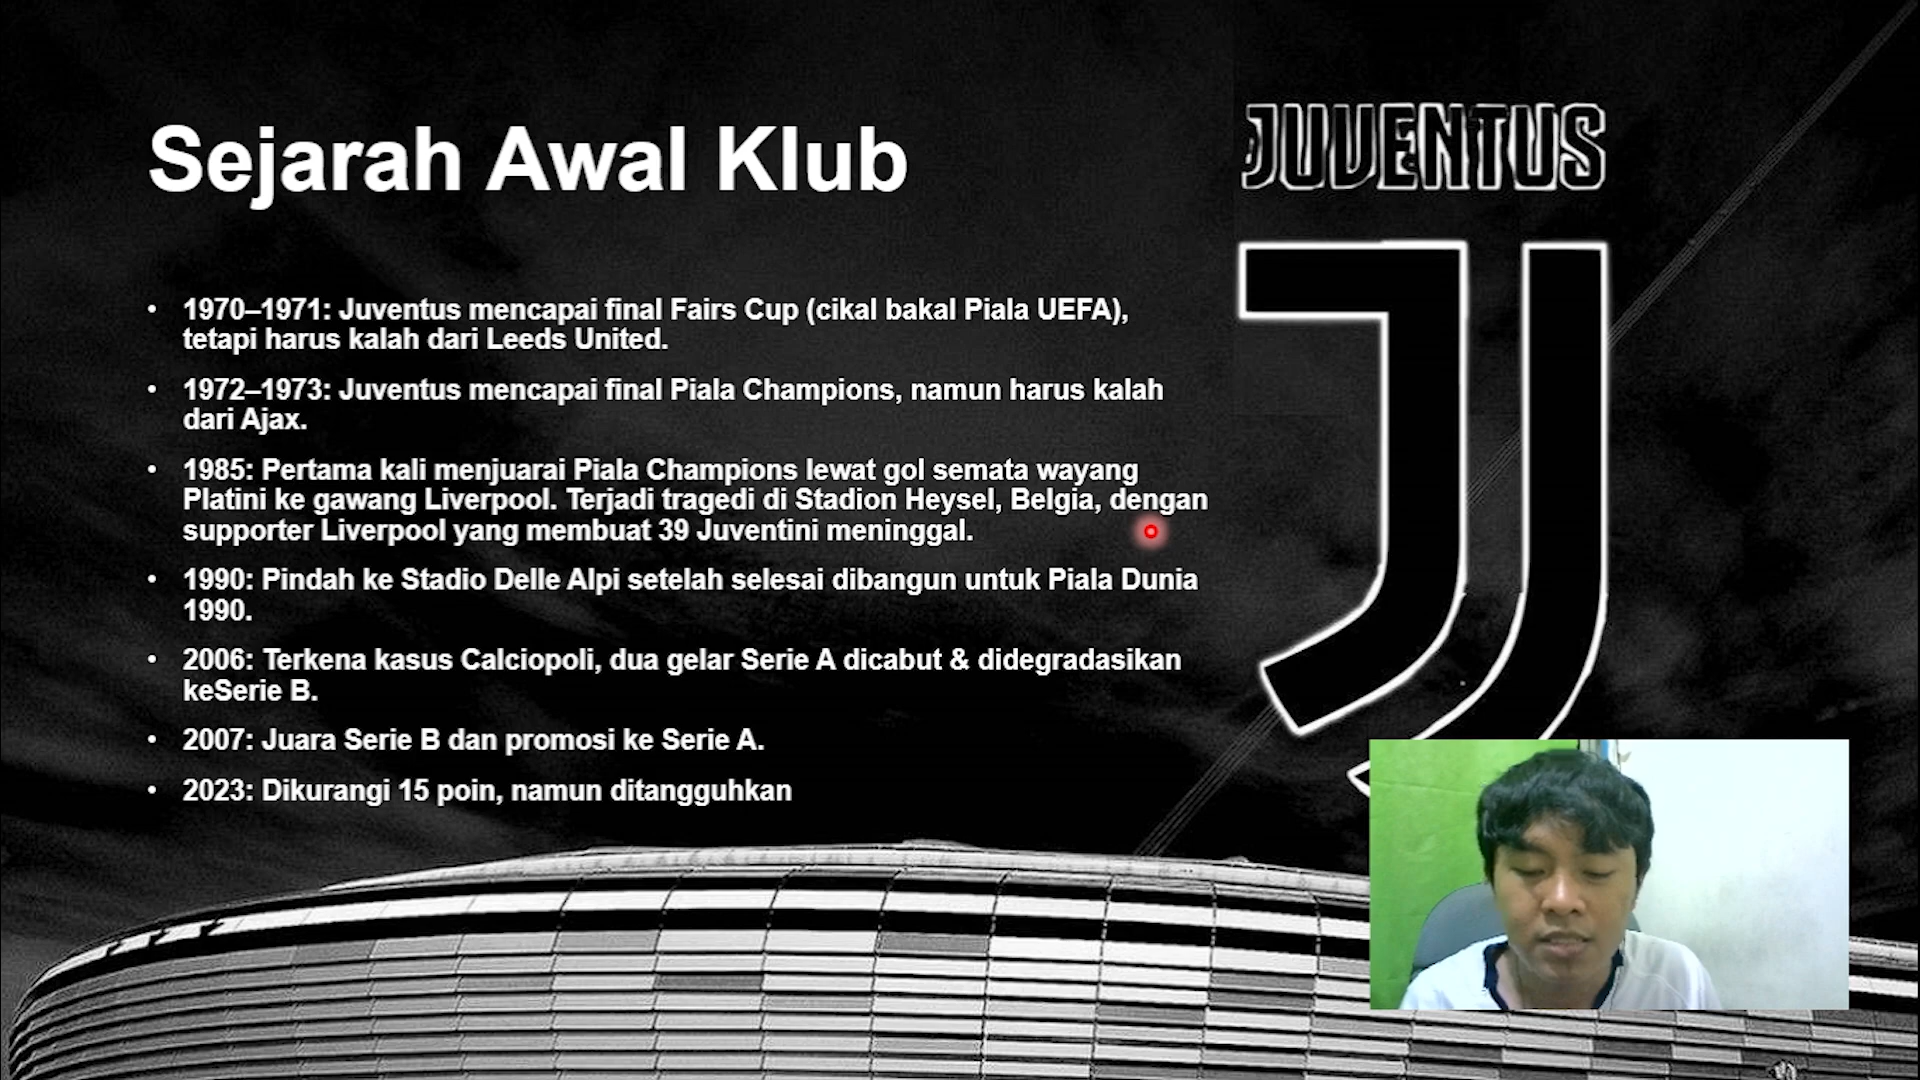 Sejarah Awal Klub
JUVENTUS
• 1970–1971: Juventus mencapai final Fairs Cup (cikal bakal Piala UEFA),
tetapi harus kalah dari Leeds United.
• 1972–1973: Juventus mencapai final Piala Champions, namun harus kalah
dari Ajax.
• 1985: Pertama kali menjuarai Piala Champions lewat gol semata wayang
Platini ke gawang Liverpool. Terjadi tragedi di Stadion Heysel, Belgia, dengan
supporter Liverpool yang membuat 39 Juventini meninggal.
• 1990: Pindah ke Stadio Delle Alpi setelah selesai dibangun untuk Piala Dunia
1990.
• 2006: Terkena kasus Calciopoli, dua gelar Serie A dicabut & didegradasikan
keSerie B.
• 2007: Juara Serie B dan promosi ke Serie A.
• 2023: Dikurangi 15 poin, namun ditangguhkan